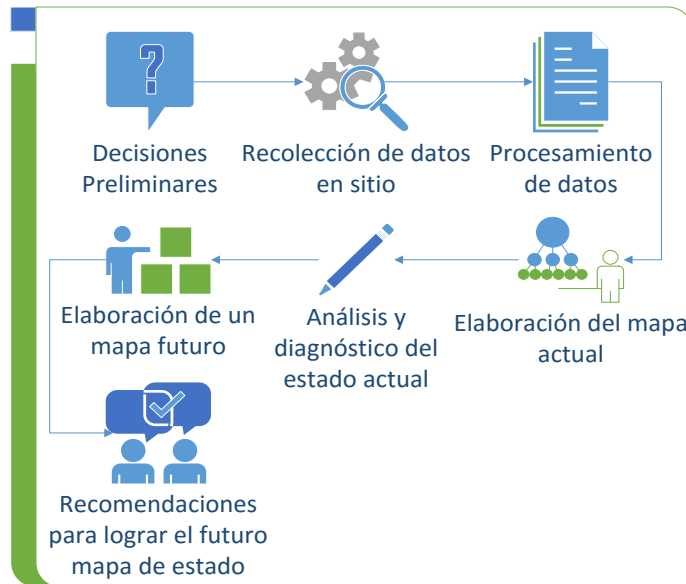 ?
Decisiones
Preliminares
Recolección de datos
en sitio
Procesamiento
de datos
Elaboración del mapa
actual
Análisis y
diagnóstico del
estado actual
Elaboración de un
mapa futuro
Recomendaciones
para lograr el futuro
mapa de estado